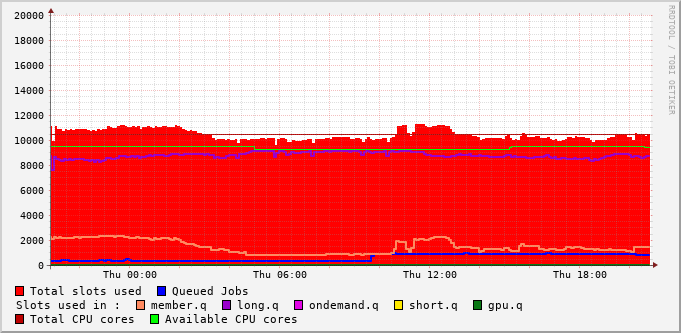 20000
18000
16000
14000
12000
10000
8000
6000
4000
2000
0
Thu 00:00 Thu 06:00 Thu 12:00 Thu 18:00
Total slots used Queued Jobs
Slots used in : member.q long.q ondemand.q short.q gpu.q
Total CPU cores Available CPU cores
RRDTOOL / TOBI OETIKER